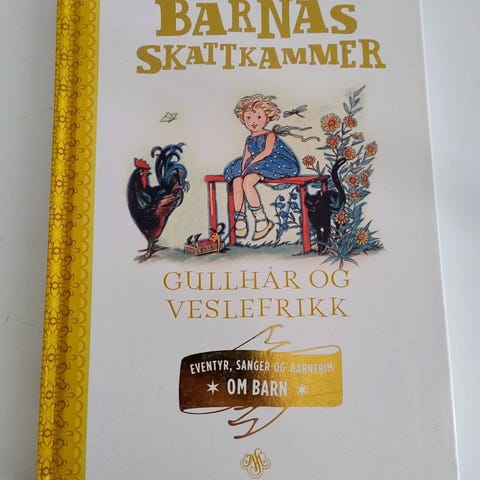 BARNAS
SKATTKAMMER
GULLHÅR OG
VESLEFRIKK
EVENTYR, SANGER OG BARNERIM
OM BARN